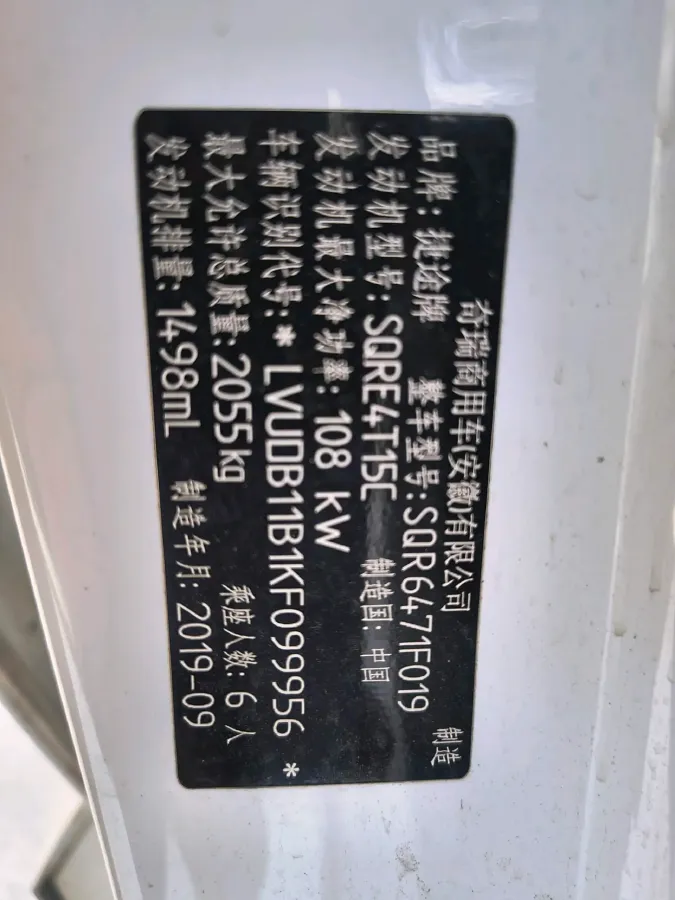 奇瑞商用车(安徽)有限公司 制造
品牌:捷途牌 整车型号:SQR6471F019
发动机型号:SQRE4T15C 制造国:中国
发动机最大净功率:108 kW
车辆识别代号:* LVUDB11B1KF099956 *
最大允许总质量:2055kg 乘座人数:6人
发动机排量:1498mL 制造年月:2019-09